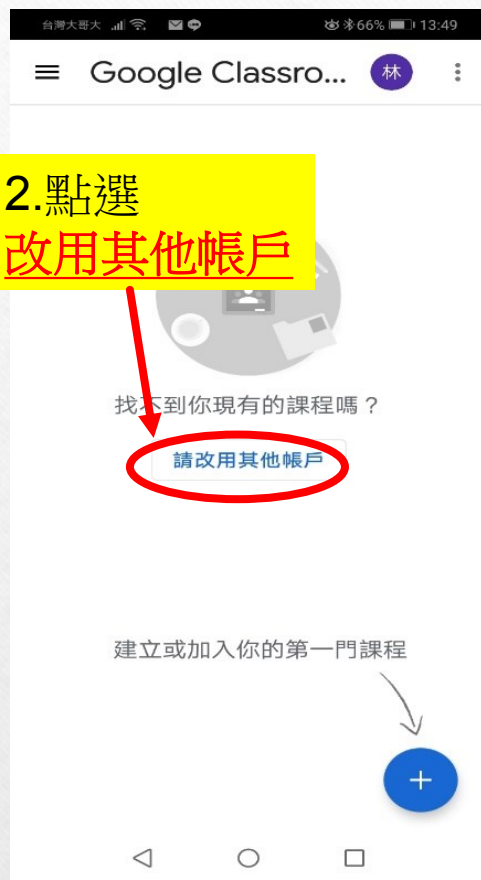 台灣大哥大 66% 13:49
Google Classro... 林
2.點選
改用其他帳戶
找不到你現有的課程嗎？
請改用其他帳戶
建立或加入你的第一門課程
+